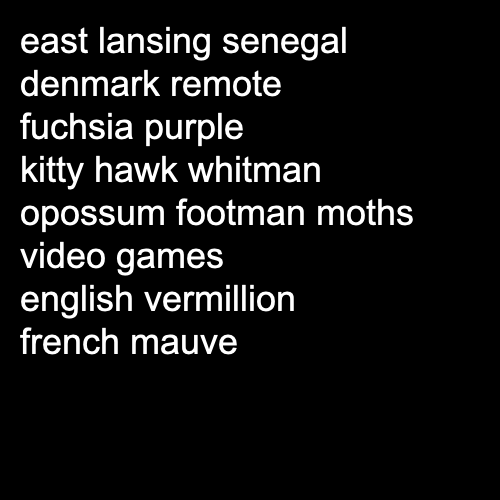 east lansing senegal
denmark remote
fuchsia purple
kitty hawk whitman
opossum footman moths
video games
english vermillion
french mauve